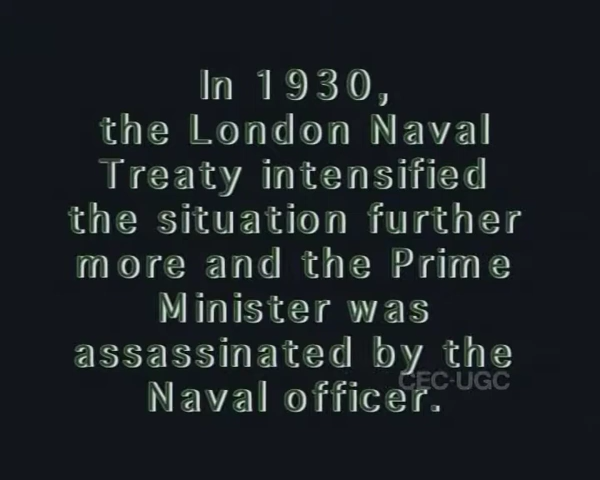 In 1930,
the London Naval
Treaty intensified
the situation further
more and the Prime
Minister was
assassinated by the
CEC-UGC
Naval officer.